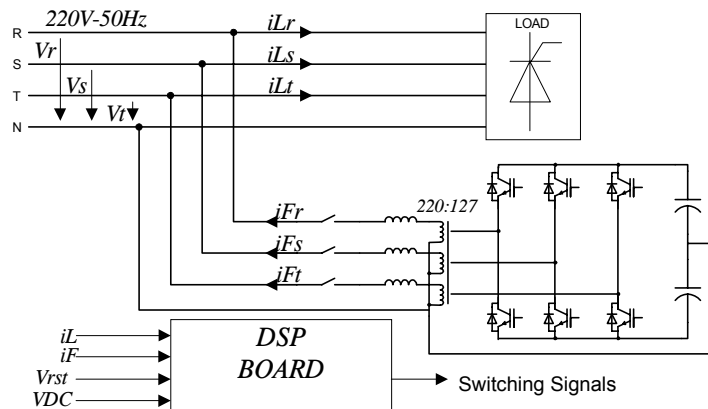 220V-50Hz
R
iLr
LOAD
Vr
S
iLs
Vs
T
iLt
Vt
N
220:127
iFr
iFs
iFt
iL
iF
Vrst
VDC
DSP
BOARD
Switching Signals